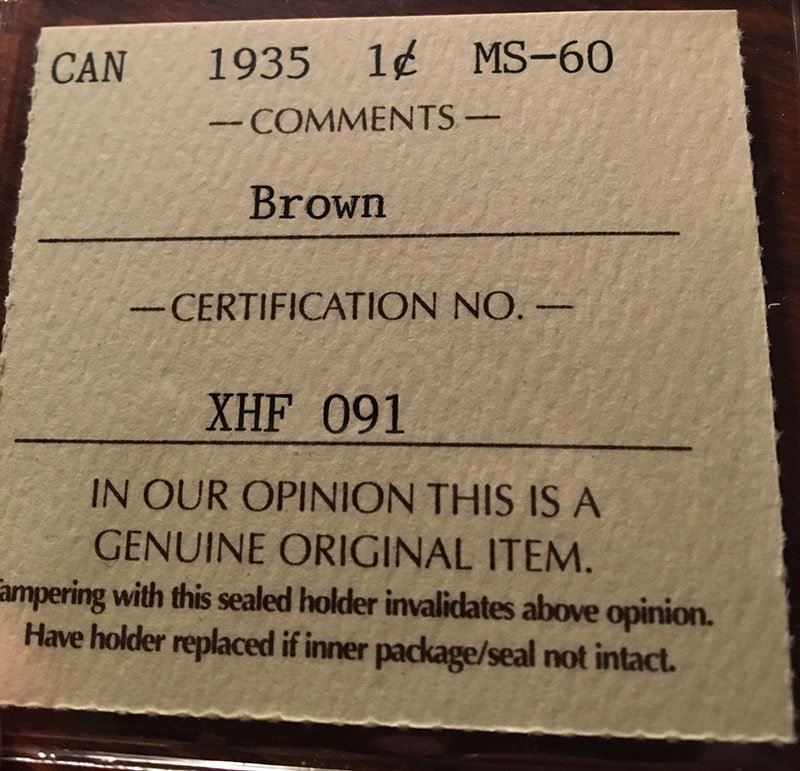 CAN 1935 1¢ MS-60
—COMMENTS—
Brown
—CERTIFICATION NO.—
XHF 091
IN OUR OPINION THIS IS A
GENUINE ORIGINAL ITEM.
Tampering with this sealed holder invalidates above opinion.
Have holder replaced if inner package/seal not intact.